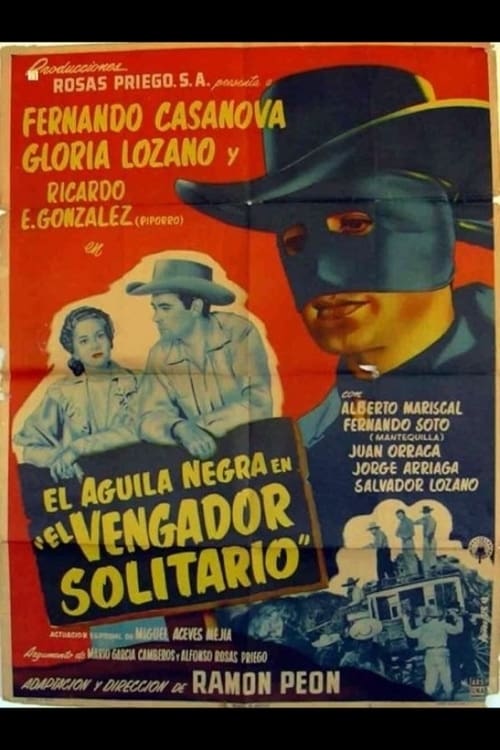 Producciones
ROSAS PRIEGO, S.A. presenta a
FERNANDO CASANOVA
GLORIA LOZANO Y
RICARDO
E. GONZALEZ (PIPORRO)
en
con
ALBERTO MARISCAL
FERNANDO SOTO
(MANTEQUILLA)
JUAN ORRACA
JORGE ARRIAGA
SALVADOR LOZANO
EL AGUILA NEGRA EN
"EL VENGADOR
SOLITARIO"
ACTUACION ESPECIAL DE MIGUEL ACEVES MEJIA
Argumento de MARIO GARCIA CAMBEROS Y ALFONSO ROSAS PRIEGO
ADAPTACION Y DIRECCION DE RAMON PEON